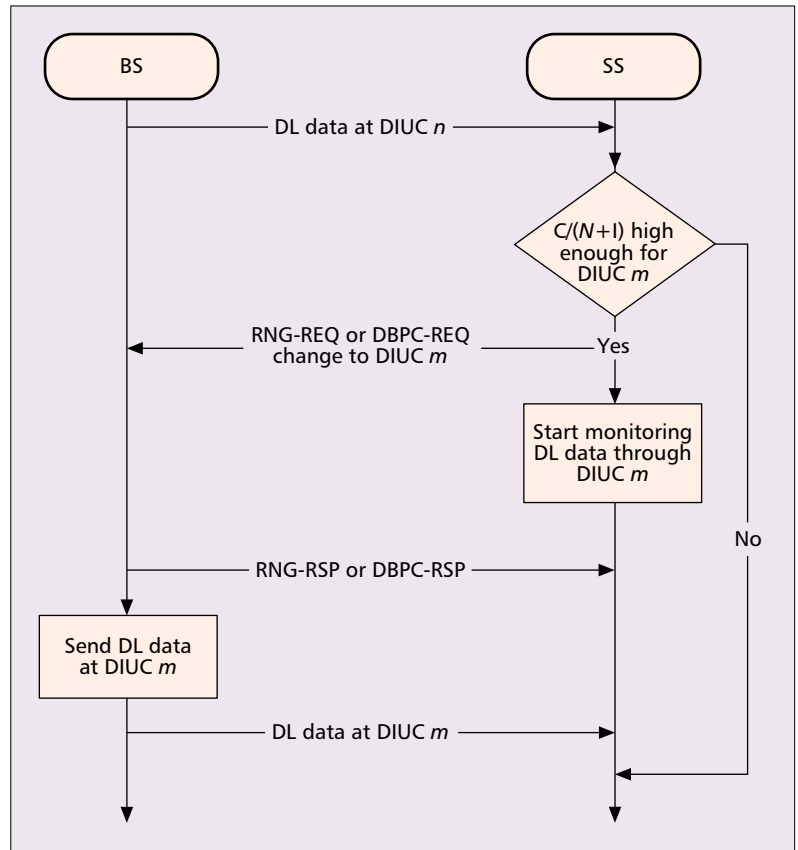 BS
SS
DL data at DIUC n
C/(N+I) high
enough for
DIUC m
RNG-REQ or DBPC-REQ
change to DIUC m
Yes
Start monitoring
DL data through
DIUC m
No
RNG-RSP or DBPC-RSP
Send DL data
at DIUC m
DL data at DIUC m